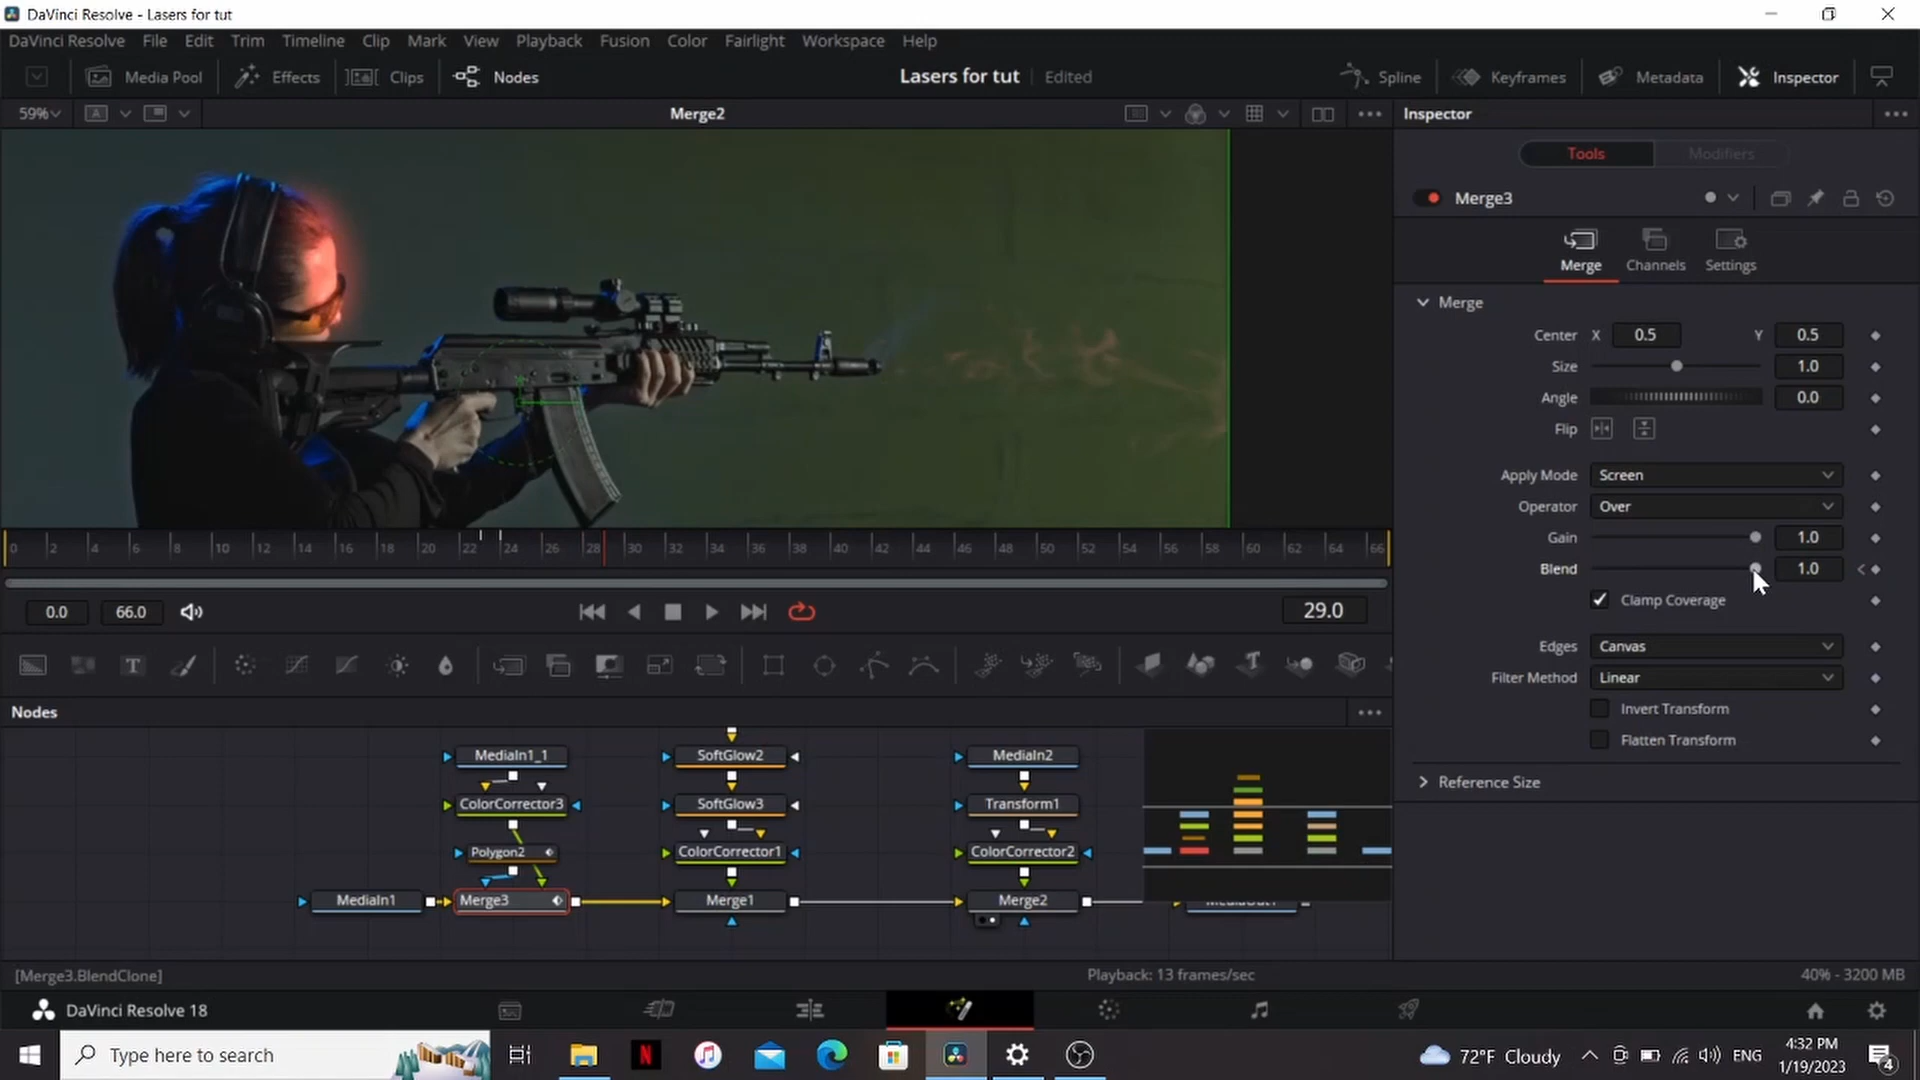 DaVinci Resolve - Lasers for tut
DaVinci Resolve File Edit Trim Timeline Clip Mark View Playback Fusion Color Fairlight Workspace Help
Media Pool Effects Clips Nodes Lasers for tut Edited Spline Keyframes Metadata Inspector
59% A Merge2 Inspector
Tools Modifiers
Merge3
Merge Channels Settings
Merge
Center X 0.5 Y 0.5
Size 1.0
Angle 0.0
Flip
Apply Mode Screen
Operator Over
Gain 1.0
Blend 1.0
Clamp Coverage
Edges Canvas
Filter Method Linear
Invert Transform
Flatten Transform
Reference Size
0 2 4 6 8 10 12 14 16 18 20 22 24 26 28 30 32 34 36 38 40 42 44 46 48 50 52 54 56 58 60 62 64 66
0.0 66.0 29.0
T T
Nodes
MediaIn1_1 SoftGlow2 MediaIn2
ColorCorrector3 SoftGlow3 Transform1
Polygon2 ColorCorrector1 ColorCorrector2
MediaIn1 Merge3 Merge1 Merge2 MediaOut1
[Merge3.BlendClone] Playback: 13 frames/sec 40% - 3200 MB
DaVinci Resolve 18
Type here to search N 72°F Cloudy ENG 4:32 PM
1/19/2023 4